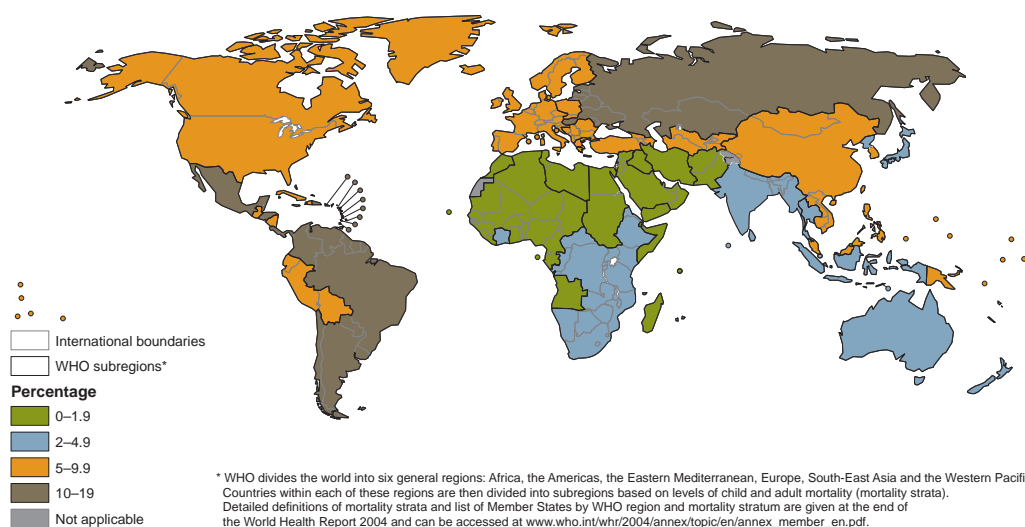 International boundaries
WHO subregions*
Percentage
0–1.9
2–4.9
5–9.9
10–19
Not applicable
* WHO divides the world into six general regions: Africa, the Americas, the Eastern Mediterranean, Europe, South-East Asia and the Western Pacifi
Countries within each of these regions are then divided into subregions based on levels of child and adult mortality (mortality strata).
Detailed definitions of mortality strata and list of Member States by WHO region and mortality stratum are given at the end of
the World Health Report 2004 and can be accessed at www.who.int/whr/2004/annex/topic/en/annex_member_en.pdf.